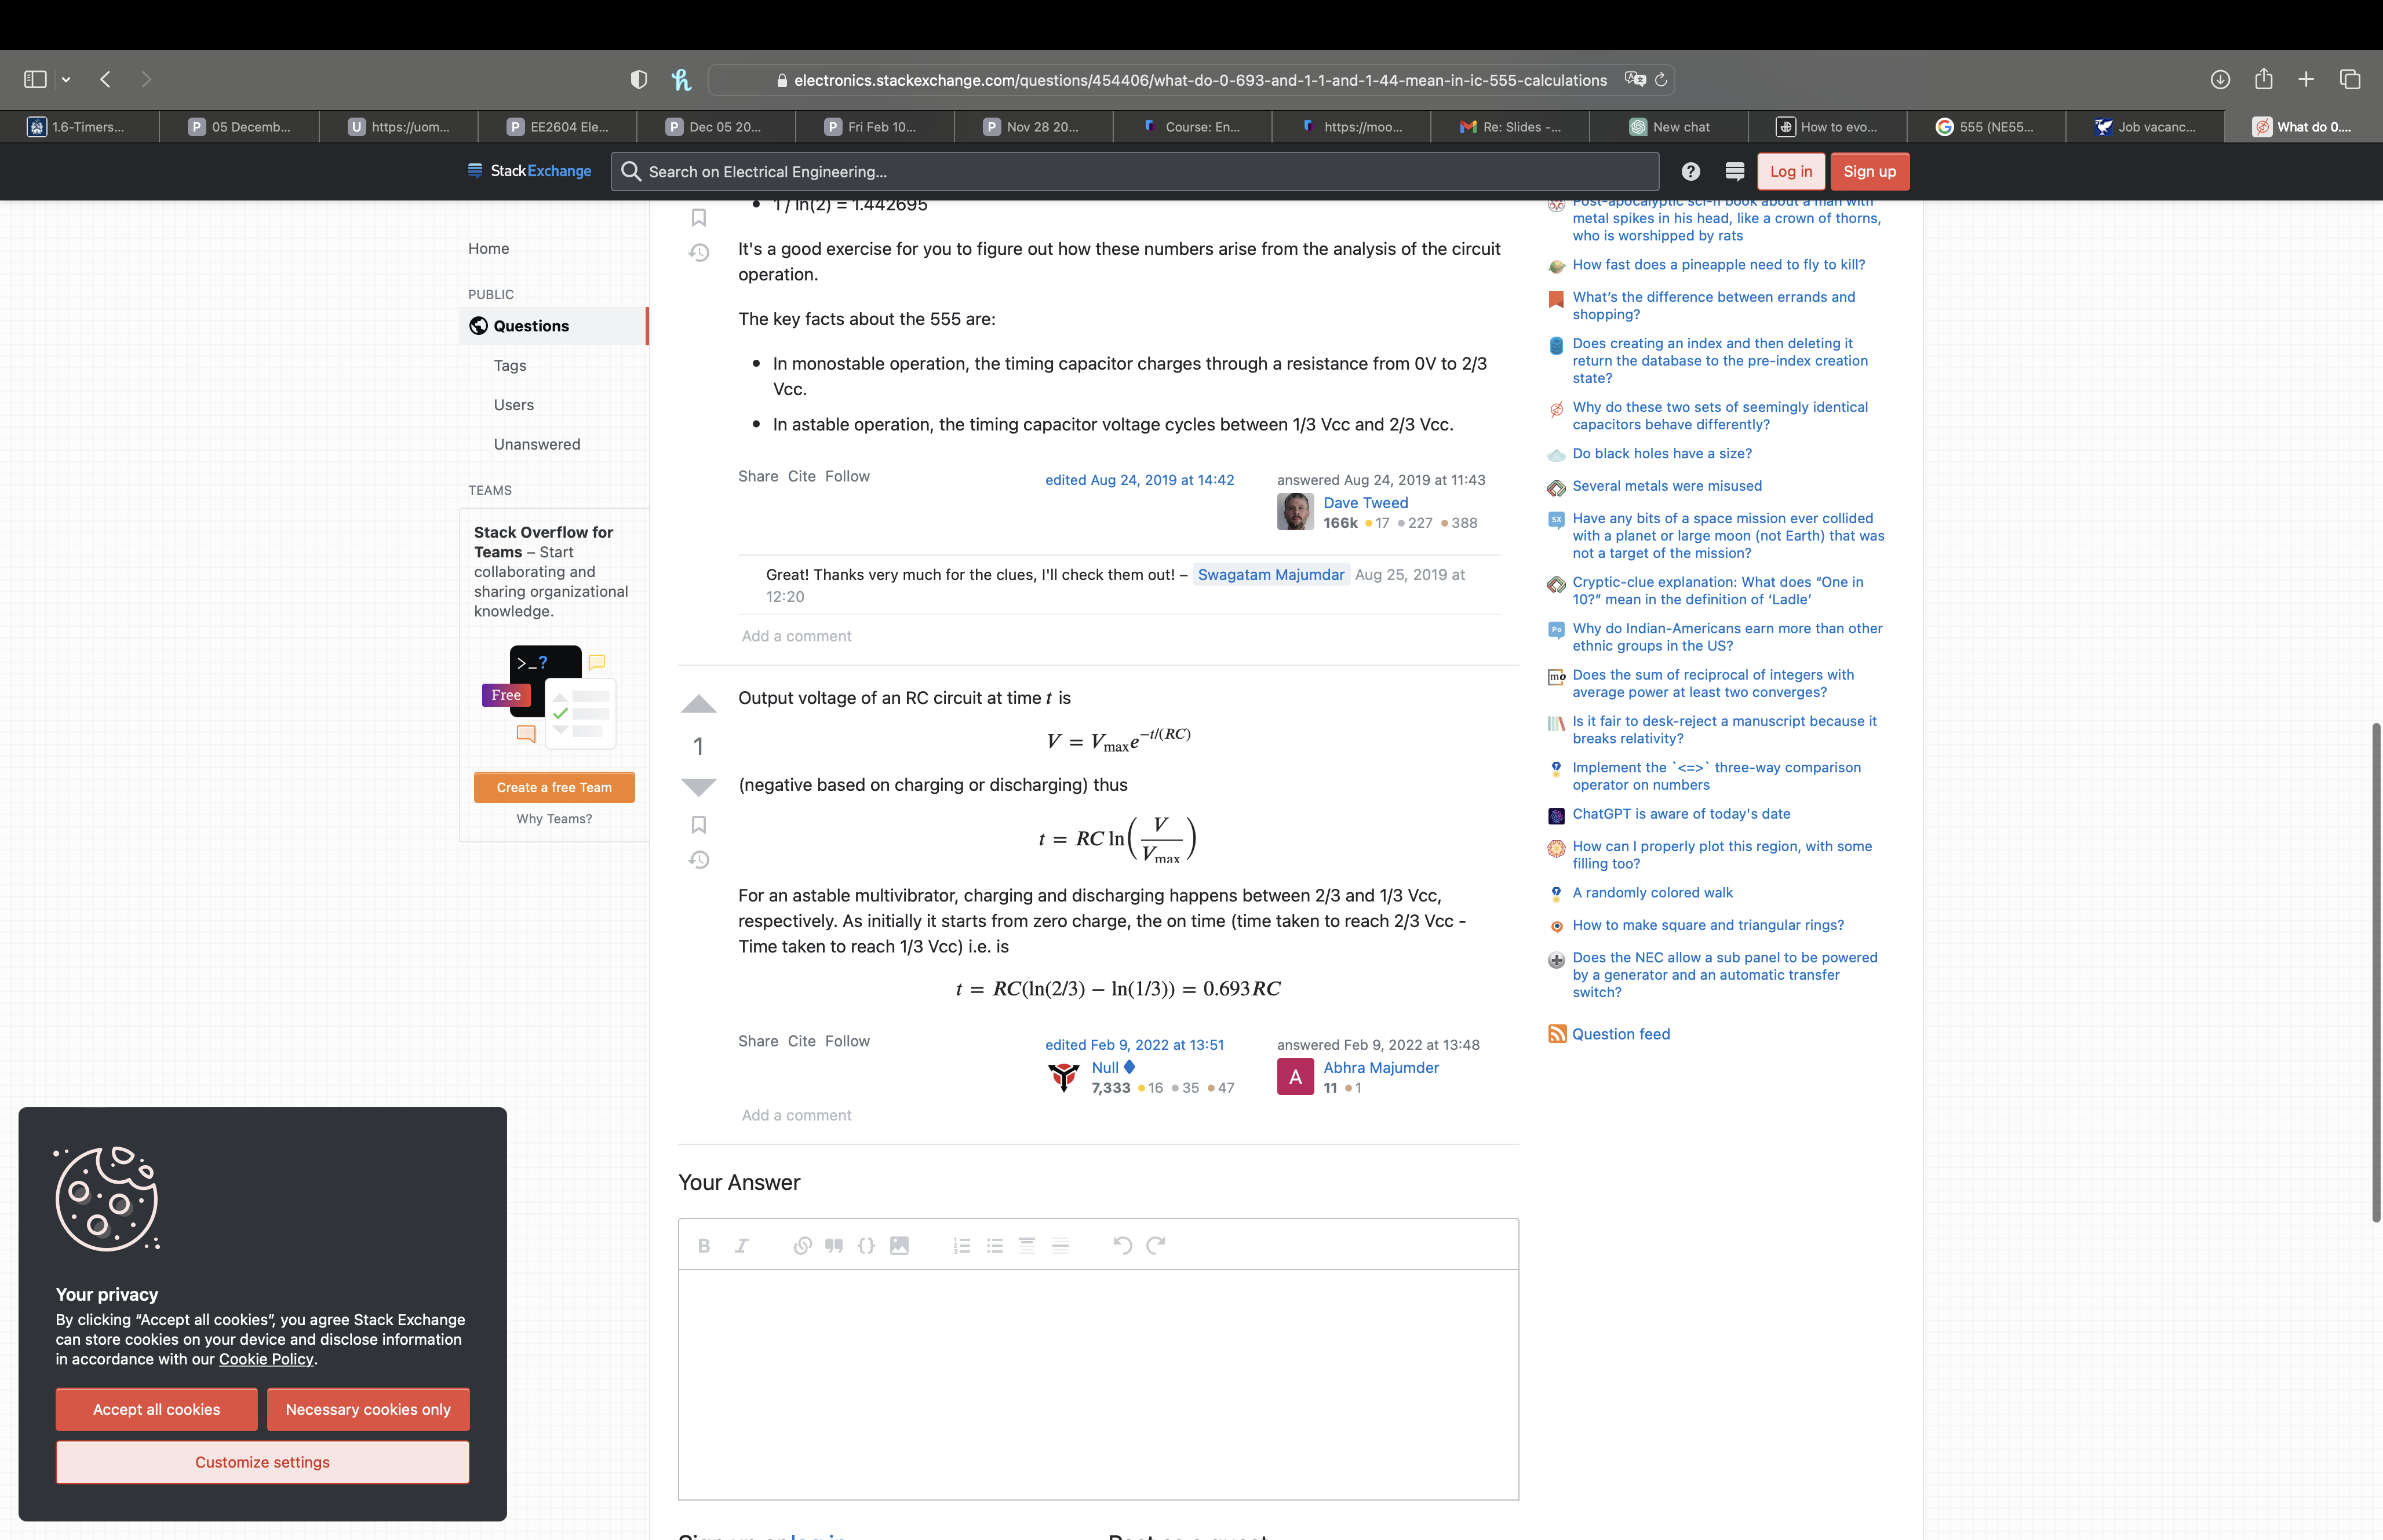 electronics.stackexchange.com/questions/454406/what-do-0-693-and-1-1-and-1-44-mean-in-ic-555-calculations
1.6-Timers...
05 Decemb...
https://uom...
EE2604 Ele...
Dec 05 20...
Fri Feb 10...
Nov 28 20...
Course: En...
https://moo...
Re: Slides -...
New chat
How to evo...
555 (NE55...
Job vacanc...
What do 0....
StackExchange
Search on Electrical Engineering...
Log in
Sign up
Home
PUBLIC
Questions
Tags
Users
Unanswered
TEAMS
Stack Overflow for
Teams – Start
collaborating and
sharing organizational
knowledge.
>_?
Free
Create a free Team
Why Teams?
1 / ln(2) = 1.442695
It's a good exercise for you to figure out how these numbers arise from the analysis of the circuit
operation.
The key facts about the 555 are:
• In monostable operation, the timing capacitor charges through a resistance from 0V to 2/3
Vcc.
• In astable operation, the timing capacitor voltage cycles between 1/3 Vcc and 2/3 Vcc.
Share Cite Follow
edited Aug 24, 2019 at 14:42
answered Aug 24, 2019 at 11:43
Dave Tweed
166k ●17 ●227 ●388
Great! Thanks very much for the clues, I'll check them out! – Swagatam Majumdar Aug 25, 2019 at
12:20
Add a comment
1
Output voltage of an RC circuit at time t is
V = Vmax e^−t/(RC)
(negative based on charging or discharging) thus
t = RC ln(V/Vmax)
For an astable multivibrator, charging and discharging happens between 2/3 and 1/3 Vcc,
respectively. As initially it starts from zero charge, the on time (time taken to reach 2/3 Vcc -
Time taken to reach 1/3 Vcc) i.e. is
t = RC(ln(2/3) − ln(1/3)) = 0.693RC
Share Cite Follow
edited Feb 9, 2022 at 13:51
Null
7,333 ●16 ●35 ●47
answered Feb 9, 2022 at 13:48
A
Abhra Majumder
11 ●1
Add a comment
Your Answer
Post-apocalyptic sci-fi book about a man with
metal spikes in his head, like a crown of thorns,
who is worshipped by rats
How fast does a pineapple need to fly to kill?
What's the difference between errands and
shopping?
Does creating an index and then deleting it
return the database to the pre-index creation
state?
Why do these two sets of seemingly identical
capacitors behave differently?
Do black holes have a size?
Several metals were misused
Have any bits of a space mission ever collided
with a planet or large moon (not Earth) that was
not a target of the mission?
Cryptic-clue explanation: What does “One in
10?” mean in the definition of ‘Ladle’
Why do Indian-Americans earn more than other
ethnic groups in the US?
Does the sum of reciprocal of integers with
average power at least two converges?
Is it fair to desk-reject a manuscript because it
breaks relativity?
Implement the `<=>` three-way comparison
operator on numbers
ChatGPT is aware of today's date
How can I properly plot this region, with some
filling too?
A randomly colored walk
How to make square and triangular rings?
Does the NEC allow a sub panel to be powered
by a generator and an automatic transfer
switch?
Question feed
Your privacy
By clicking “Accept all cookies”, you agree Stack Exchange
can store cookies on your device and disclose information
in accordance with our Cookie Policy.
Accept all cookies
Necessary cookies only
Customize settings